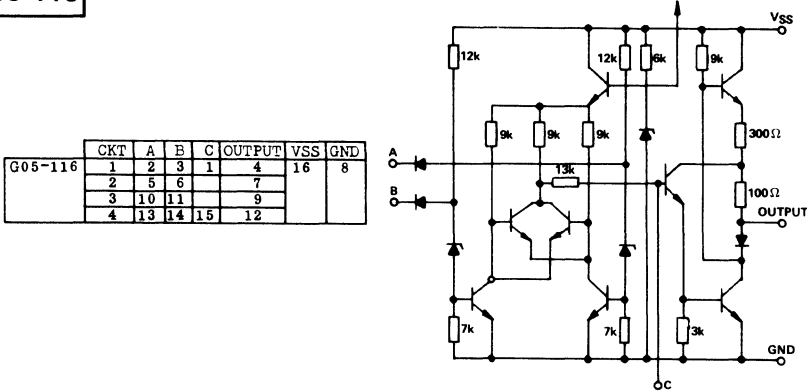 VSS
12k
12k
6k
9k
9k
9k
9k
300Ω
A
13k
B
100Ω
OUTPUT
7k
7k
3k
GND
C
CKT A B C OUTPUT VSS GND
G05-116 1 2 3 1 4 16 8
2 5 6 7
3 10 11 9
4 13 14 15 12